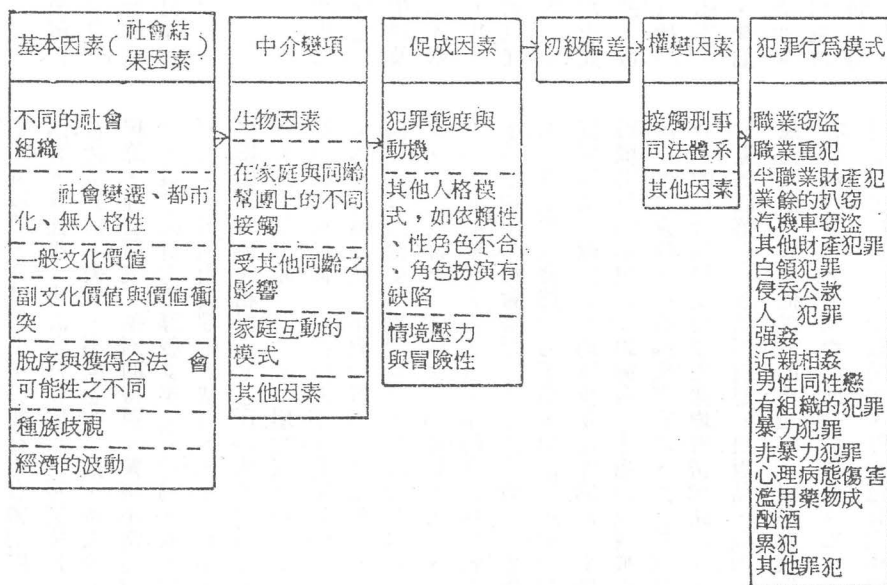 基本因素(社會結果因素)
不同的社會
組織
社會變遷、都市
化、無人格性
一般文化價值
副文化價值與價値衝
突
脫序與獲得合法 會
可能性之不同
種族歧視
經濟的波動
中介變項
生物因素
在家庭與同齡
幫團上的不同
接觸
受其他同齡之
影響
家庭互動的
模式
其他因素
促成因素
犯罪態度與
動機
其他人格模
式，如依賴性
、性角色不合
、角色扮演有
缺陷
情境壓力
與冒險性
初級偏差
權變因素
接觸刑事
司法體系
其他因素
犯罪行爲模式
職業窃盜
職業重犯
半職業財產犯
業餘的扒窃
汽機車窃盜
其他財產犯罪
白領犯罪
侵呑公款
人 犯罪
强姦
近親相姦
男性同性戀
有組織的犯罪
暴力犯罪
非暴力犯罪
心理病態傷害
濫用藥物成
酗酒
累犯
其他罪犯